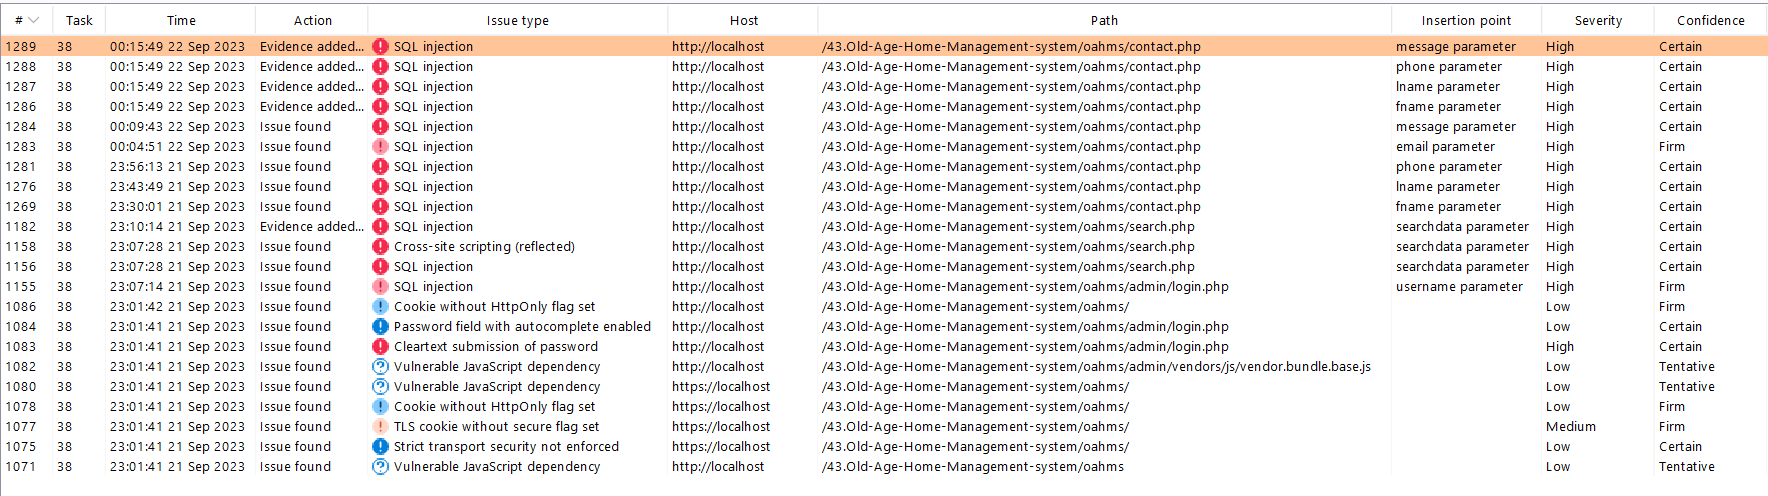 # Task Time Action Issue type Host Path Insertion point Severity Confidence
1289 38 00:15:49 22 Sep 2023 Evidence added... SQL injection http://localhost /43.Old-Age-Home-Management-system/oahms/contact.php message parameter High Certain
1288 38 00:15:49 22 Sep 2023 Evidence added... SQL injection http://localhost /43.Old-Age-Home-Management-system/oahms/contact.php phone parameter High Certain
1287 38 00:15:49 22 Sep 2023 Evidence added... SQL injection http://localhost /43.Old-Age-Home-Management-system/oahms/contact.php lname parameter High Certain
1286 38 00:15:49 22 Sep 2023 Evidence added... SQL injection http://localhost /43.Old-Age-Home-Management-system/oahms/contact.php fname parameter High Certain
1284 38 00:09:43 22 Sep 2023 Issue found SQL injection http://localhost /43.Old-Age-Home-Management-system/oahms/contact.php message parameter High Certain
1283 38 00:04:51 22 Sep 2023 Issue found SQL injection http://localhost /43.Old-Age-Home-Management-system/oahms/contact.php email parameter High Firm
1281 38 23:56:13 21 Sep 2023 Issue found SQL injection http://localhost /43.Old-Age-Home-Management-system/oahms/contact.php phone parameter High Certain
1276 38 23:43:49 21 Sep 2023 Issue found SQL injection http://localhost /43.Old-Age-Home-Management-system/oahms/contact.php lname parameter High Certain
1269 38 23:30:01 21 Sep 2023 Issue found SQL injection http://localhost /43.Old-Age-Home-Management-system/oahms/contact.php fname parameter High Certain
1182 38 23:10:14 21 Sep 2023 Evidence added... SQL injection http://localhost /43.Old-Age-Home-Management-system/oahms/search.php searchdata parameter High Certain
1158 38 23:07:28 21 Sep 2023 Issue found Cross-site scripting (reflected) http://localhost /43.Old-Age-Home-Management-system/oahms/search.php searchdata parameter High Certain
1156 38 23:07:28 21 Sep 2023 Issue found SQL injection http://localhost /43.Old-Age-Home-Management-system/oahms/search.php searchdata parameter High Certain
1155 38 23:07:14 21 Sep 2023 Issue found SQL injection http://localhost /43.Old-Age-Home-Management-system/oahms/admin/login.php username parameter High Firm
1086 38 23:01:42 21 Sep 2023 Issue found Cookie without HttpOnly flag set http://localhost /43.Old-Age-Home-Management-system/oahms/ Low Firm
1084 38 23:01:41 21 Sep 2023 Issue found Password field with autocomplete enabled http://localhost /43.Old-Age-Home-Management-system/oahms/admin/login.php Low Certain
1083 38 23:01:41 21 Sep 2023 Issue found Cleartext submission of password http://localhost /43.Old-Age-Home-Management-system/oahms/admin/login.php High Certain
1082 38 23:01:41 21 Sep 2023 Issue found Vulnerable JavaScript dependency http://localhost /43.Old-Age-Home-Management-system/oahms/admin/vendors/js/vendor.bundle.base.js Low Tentative
1080 38 23:01:41 21 Sep 2023 Issue found Vulnerable JavaScript dependency https://localhost /43.Old-Age-Home-Management-system/oahms/ Low Tentative
1078 38 23:01:41 21 Sep 2023 Issue found Cookie without HttpOnly flag set https://localhost /43.Old-Age-Home-Management-system/oahms/ Low Firm
1077 38 23:01:41 21 Sep 2023 Issue found TLS cookie without secure flag set https://localhost /43.Old-Age-Home-Management-system/oahms/ Medium Firm
1075 38 23:01:41 21 Sep 2023 Issue found Strict transport security not enforced https://localhost /43.Old-Age-Home-Management-system/oahms/ Low Certain
1071 38 23:01:41 21 Sep 2023 Issue found Vulnerable JavaScript dependency http://localhost /43.Old-Age-Home-Management-system/oahms Low Tentative